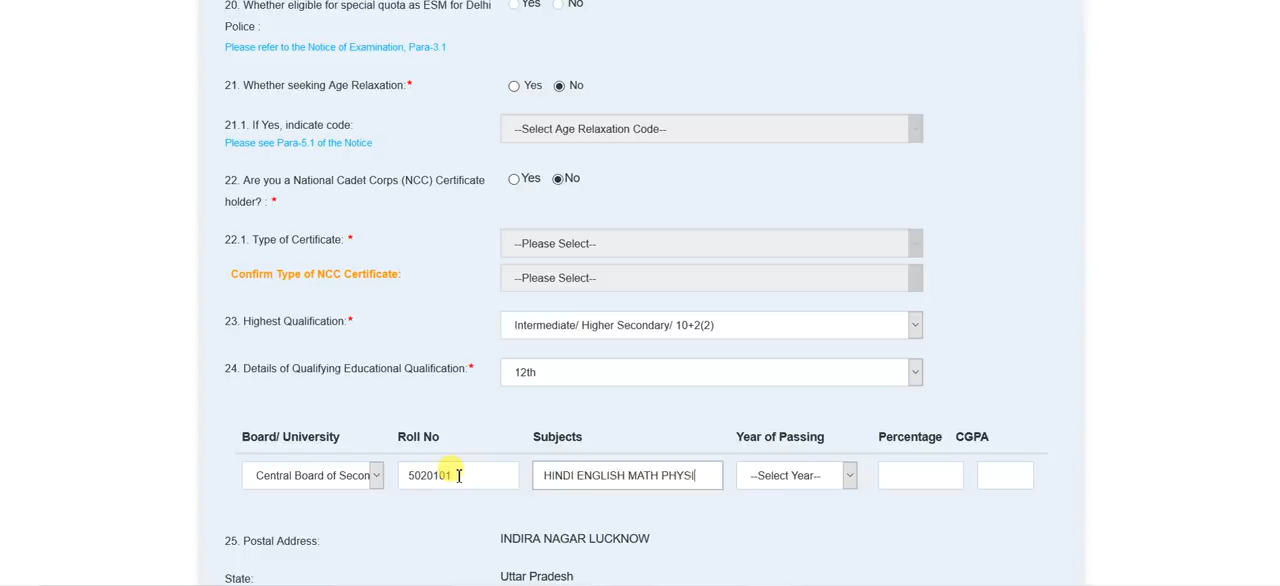 20. Whether eligible for special quota as ESM for Delhi Yes No
Police :
Please refer to the Notice of Examination, Para-3.1
21. Whether seeking Age Relaxation:* Yes No
21.1. If Yes, indicate code: --Select Age Relaxation Code--
Please see Para-5.1 of the Notice
22. Are you a National Cadet Corps (NCC) Certificate Yes No
holder? : *
22.1. Type of Certificate: * --Please Select--
Confirm Type of NCC Certificate: --Please Select--
23. Highest Qualification:* Intermediate/ Higher Secondary/ 10+2(2)
24. Details of Qualifying Educational Qualification:* 12th
Board/ University Roll No Subjects Year of Passing Percentage CGPA
Central Board of Secon 5020101 HINDI ENGLISH MATH PHYSI --Select Year--
25. Postal Address: INDIRA NAGAR LUCKNOW
State: Uttar Pradesh